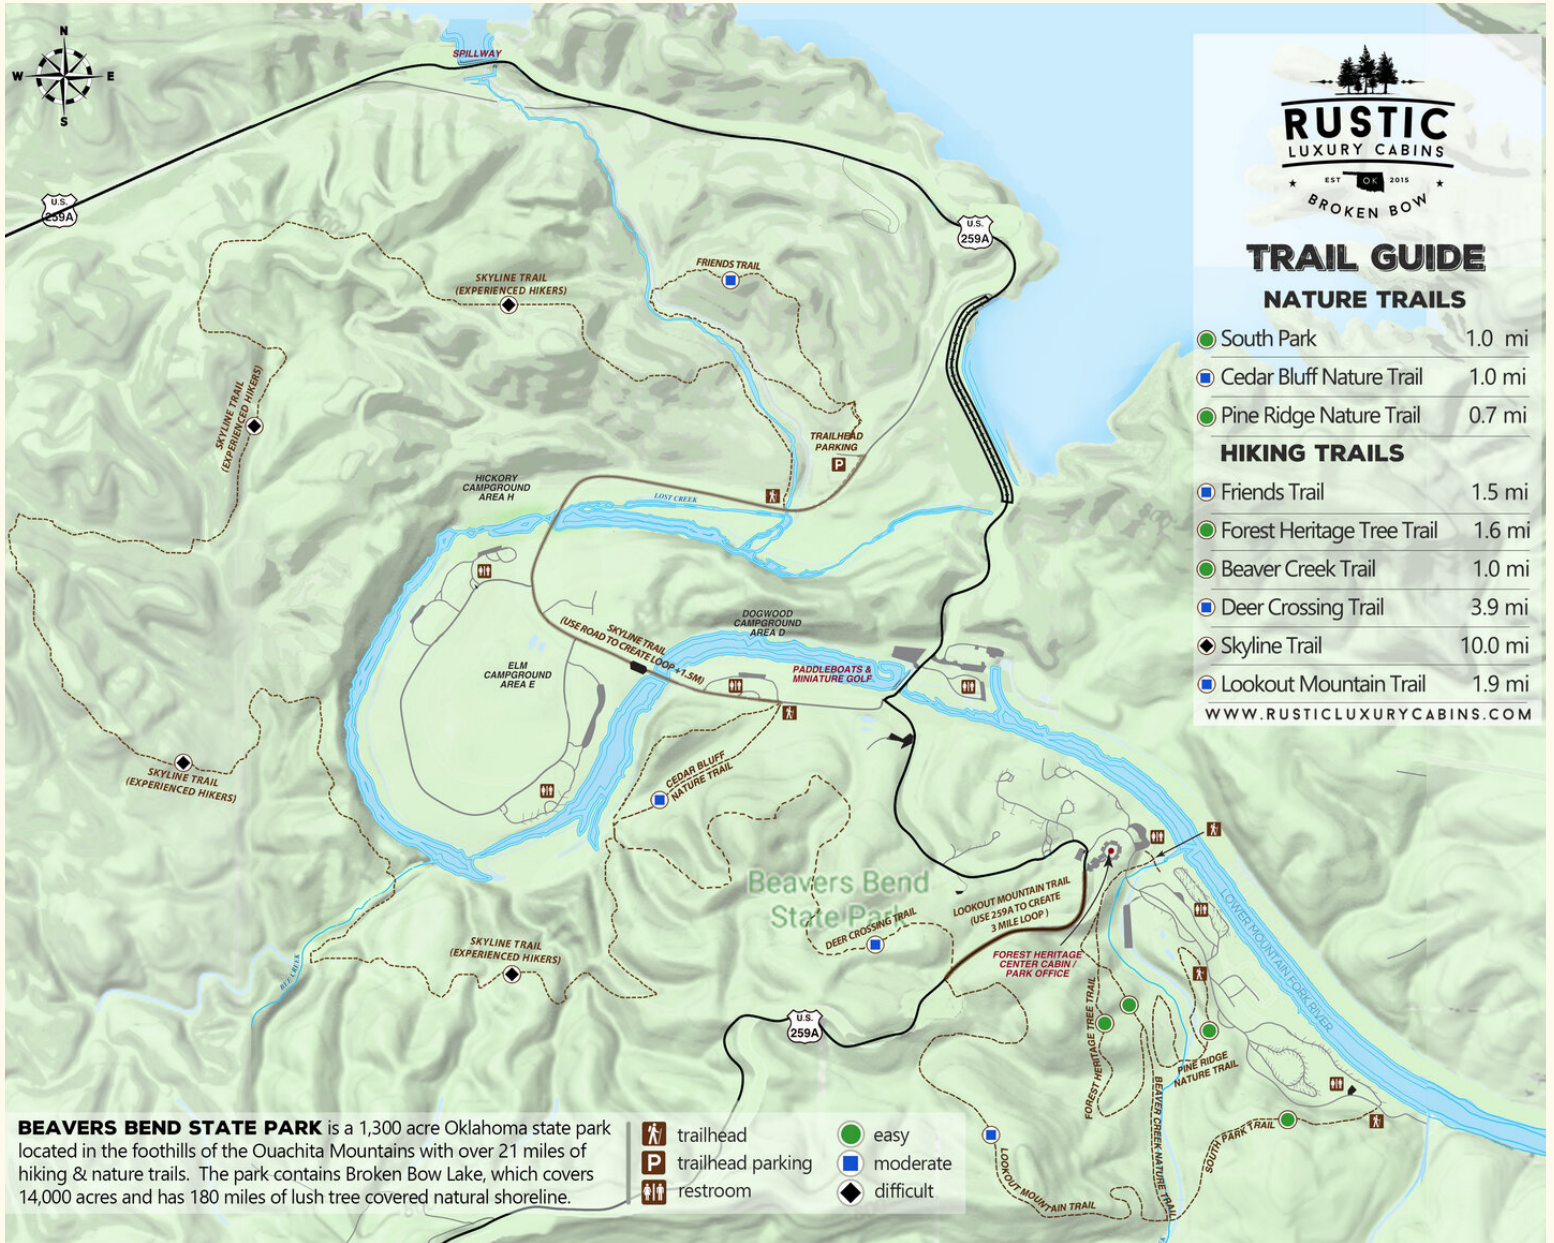 N
W E
S
SPILLWAY
U.S.
259A
U.S.
259A
RUSTIC
LUXURY CABINS
EST OK 2015
BROKEN BOW
TRAIL GUIDE
NATURE TRAILS
South Park 1.0 mi
Cedar Bluff Nature Trail 1.0 mi
Pine Ridge Nature Trail 0.7 mi
HIKING TRAILS
Friends Trail 1.5 mi
Forest Heritage Tree Trail 1.6 mi
Beaver Creek Trail 1.0 mi
Deer Crossing Trail 3.9 mi
Skyline Trail 10.0 mi
Lookout Mountain Trail 1.9 mi
WWW.RUSTICLUXURYCABINS.COM
FRIENDS TRAIL
SKYLINE TRAIL
(EXPERIENCED HIKERS)
SKYLINE TRAIL
(EXPERIENCED HIKERS)
TRAILHEAD
PARKING
P
HICKORY
CAMPGROUND
AREA H
LOST CREEK
DOGWOOD
CAMPGROUND
AREA D
SKYLINE TRAIL
(USE ROAD TO CREATE LOOP +1.5M)
ELM
CAMPGROUND
AREA E
PADDLEBOATS &
MINIATURE GOLF
SKYLINE TRAIL
(EXPERIENCED HIKERS)
CEDAR BLUFF
NATURE TRAIL
Beavers Bend
State Park
DEER CROSSING TRAIL
LOOKOUT MOUNTAIN TRAIL
(USE 259A TO CREATE
3 MILE LOOP )
LOWER MOUNTAIN FORK RIVER
SKYLINE TRAIL
(EXPERIENCED HIKERS)
BEE CREEK
FOREST HERITAGE
CENTER CABIN /
PARK OFFICE
U.S.
259A
FOREST HERITAGE TREE TRAIL
PINE RIDGE
NATURE TRAIL
BEAVER CREEK NATURE TRAIL
SOUTH PARK TRAIL
LOOKOUT MOUNTAIN TRAIL
BEAVERS BEND STATE PARK is a 1,300 acre Oklahoma state park
located in the foothills of the Ouachita Mountains with over 21 miles of
hiking & nature trails. The park contains Broken Bow Lake, which covers
14,000 acres and has 180 miles of lush tree covered natural shoreline.
trailhead
P trailhead parking
restroom
easy
moderate
difficult